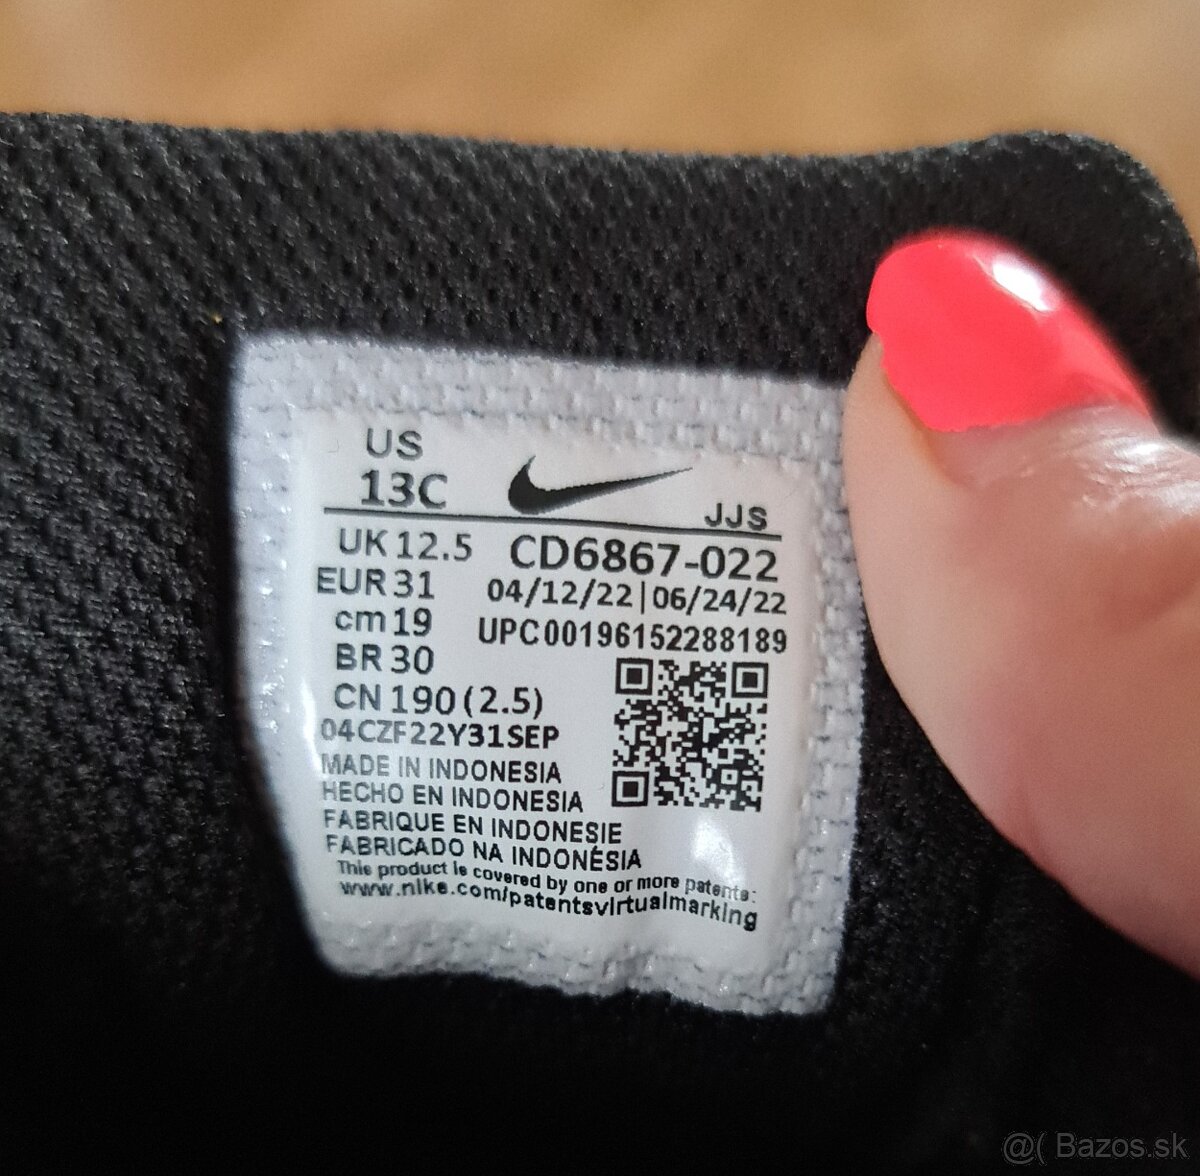 US
13C
JJS
UK 12.5
CD6867-022
EUR 31
04/12/22|06/24/22
cm 19
UPC00196152288189
BR 30
CN 190 (2.5)
04CZF22Y31SEP
MADE IN INDONESIA
HECHO EN INDONESIA
FABRIQUE EN INDONESIE
FABRICADO NA INDONÉSIA
This product is covered by one or more patents:
www.nike.com/patentsvirtualmarking
@( Bazos.sk